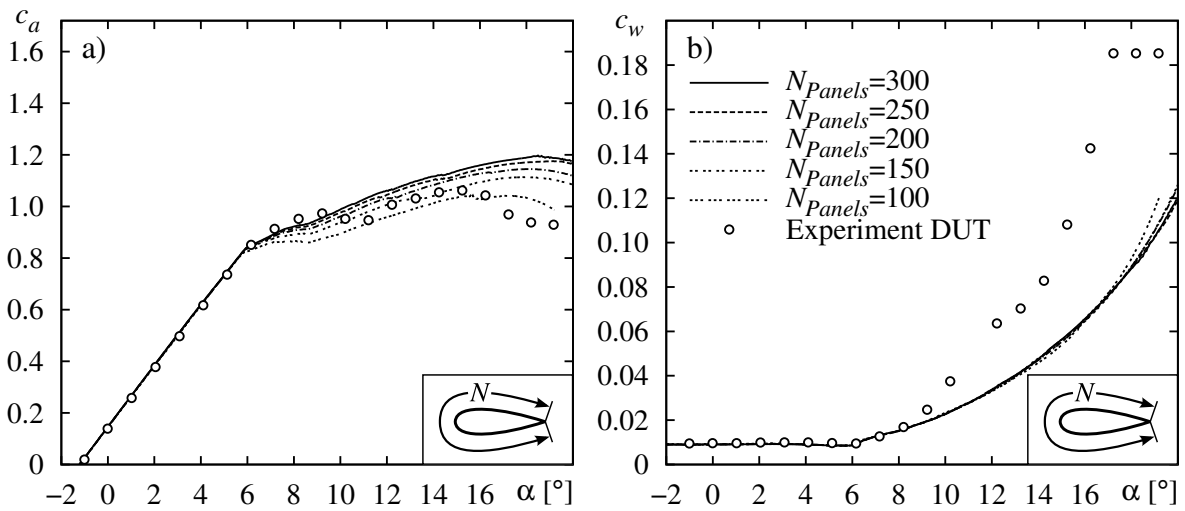 c_a
a)
1.6
1.4
1.2
1.0
0.8
0.6
0.4
0.2
0
N
−2 0 2 4 6 8 10 12 14 16 α [°]
c_w
b)
0.18
0.16
0.14
0.12
0.10
0.08
0.06
0.04
0.02
0
N_Panels=300
N_Panels=250
N_Panels=200
N_Panels=150
N_Panels=100
Experiment DUT
N
−2 0 2 4 6 8 10 12 14 16 α [°]